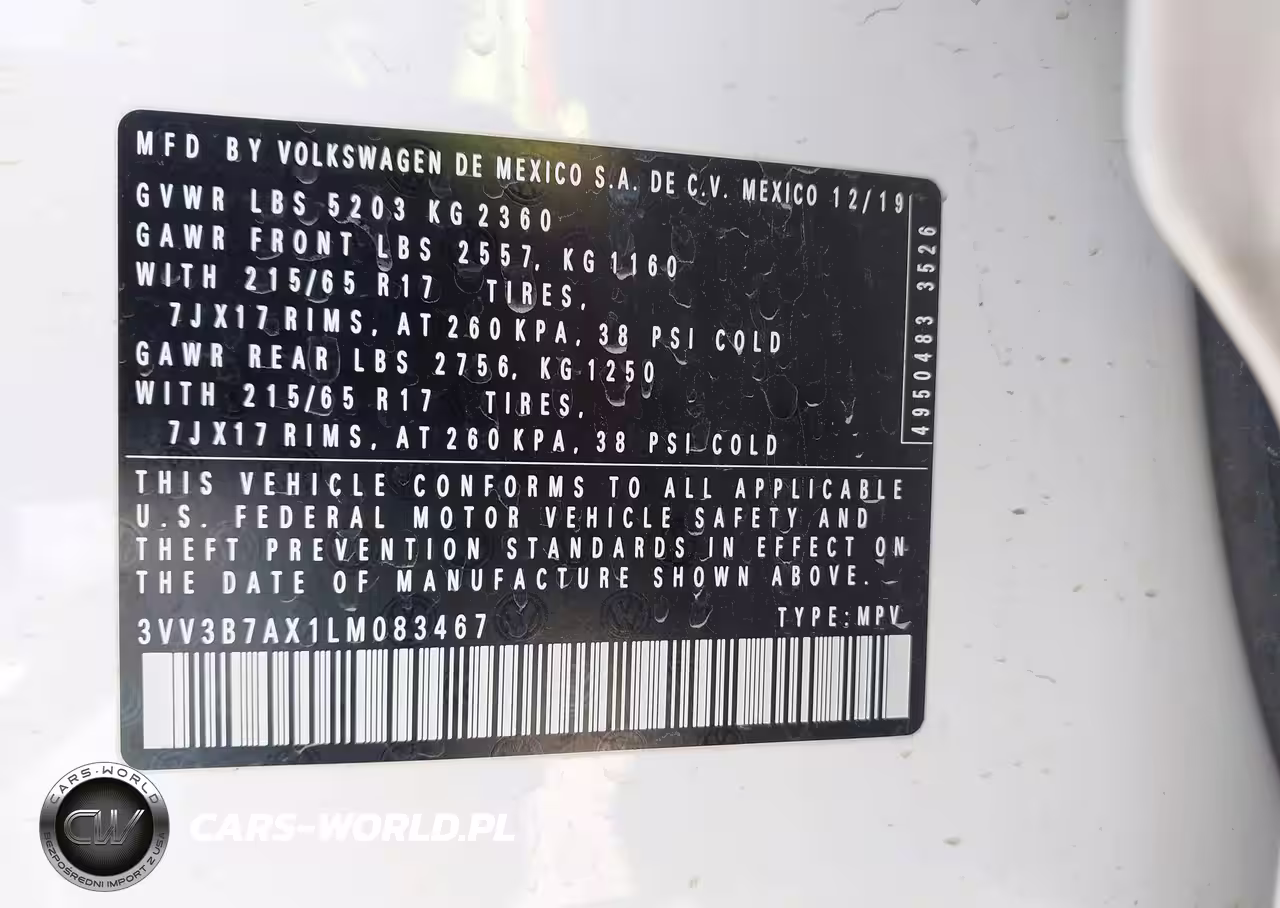 MFD BY VOLKSWAGEN DE MEXICO S.A. DE C.V. MEXICO 12/19
GVWR LBS 5203 KG 2360
GAWR FRONT LBS 2557, KG 1160
WITH 215/65 R17 TIRES,
7JX17 RIMS, AT 260 KPA, 38 PSI COLD
GAWR REAR LBS 2756, KG 1250
WITH 215/65 R17 TIRES,
7JX17 RIMS, AT 260 KPA, 38 PSI COLD
4950483 3526
THIS VEHICLE CONFORMS TO ALL APPLICABLE
U.S. FEDERAL MOTOR VEHICLE SAFETY AND
THEFT PREVENTION STANDARDS IN EFFECT ON
THE DATE OF MANUFACTURE SHOWN ABOVE.
3VV3B7AX1LM083467 TYPE: MPV
CARS-WORLD
CW
BEZPOŚREDNI IMPORT Z USA
CARS-WORLD.PL